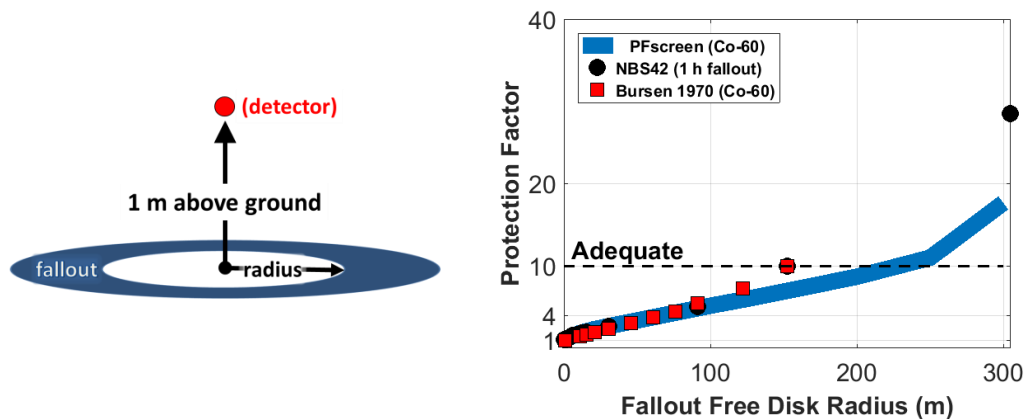 (detector)
1 m above ground
fallout
radius
Protection Factor
40
20
10
4
1
PFscreen (Co-60)
NBS42 (1 h fallout)
Bursen 1970 (Co-60)
Adequate
0
100
200
300
Fallout Free Disk Radius (m)